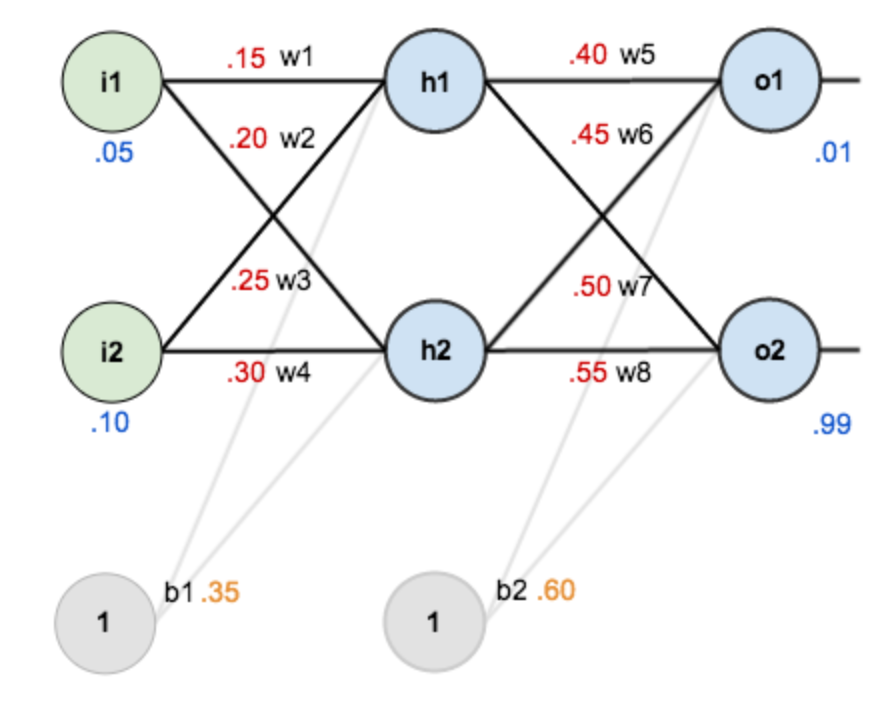 .15 w1
.40 w5
i1
h1
o1
.20 w2
.45 w6
.05
.01
.25 w3
.50 w7
i2
h2
o2
.30 w4
.55 w8
.10
.99
b1 .35
b2 .60
1
1